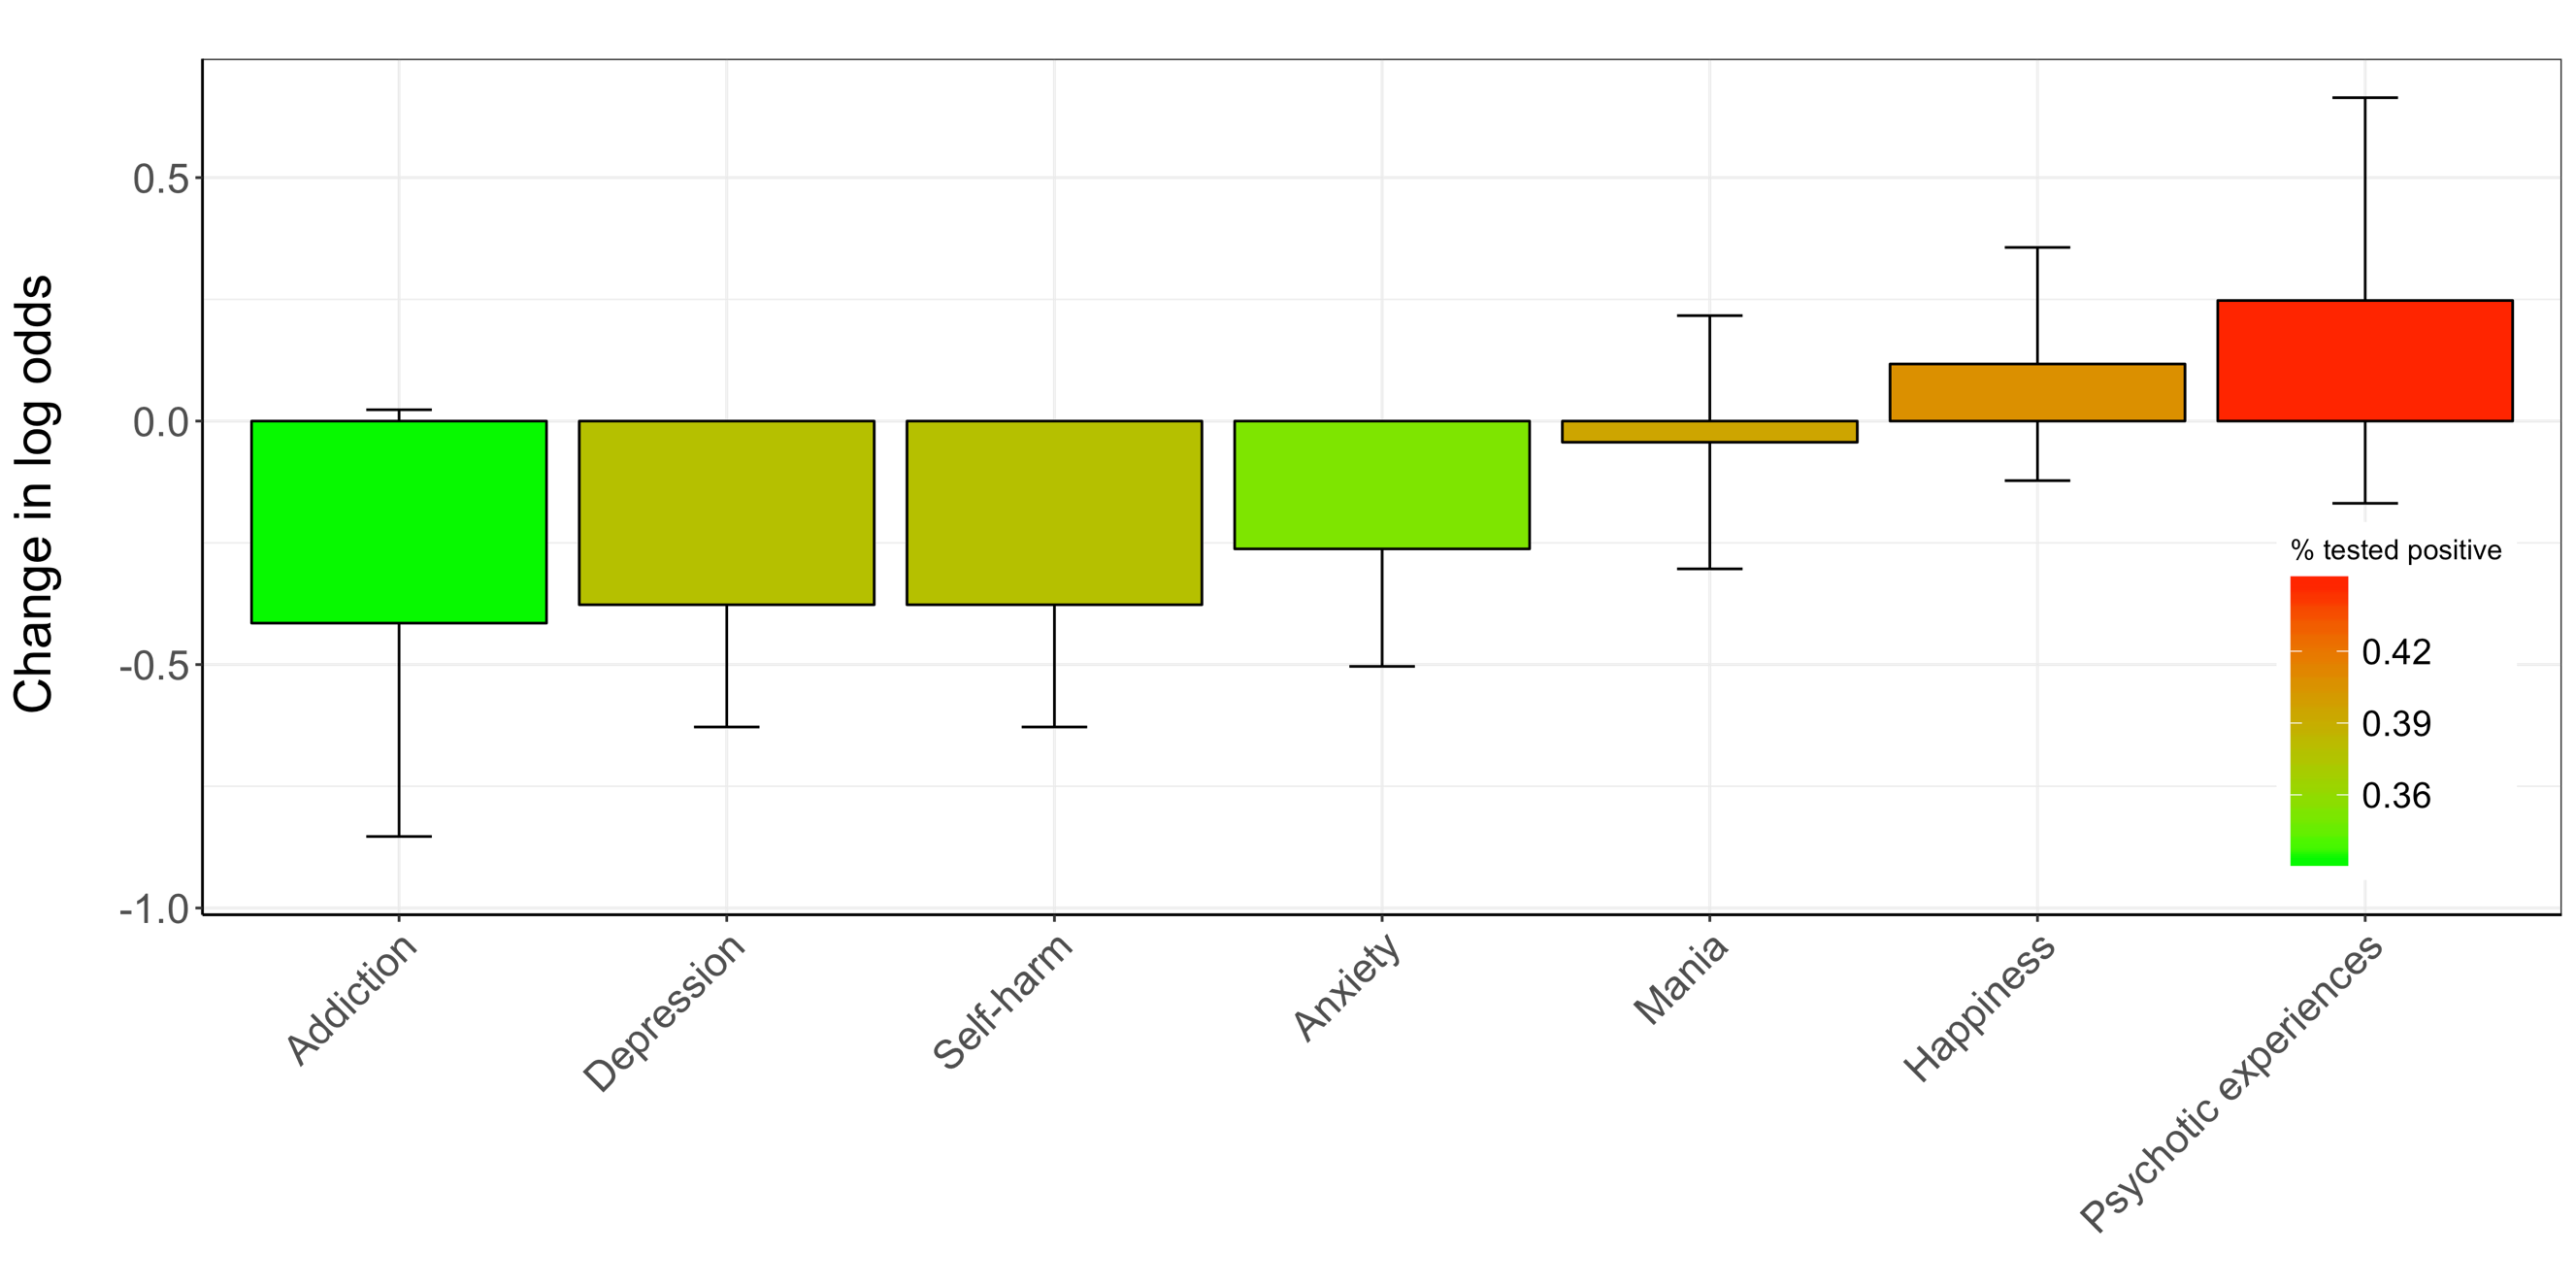 Change in log odds
0.5
0.0
-0.5
-1.0
Addiction
Depression
Self-harm
Anxiety
Mania
Happiness
Psychotic experiences
% tested positive
0.42
0.39
0.36